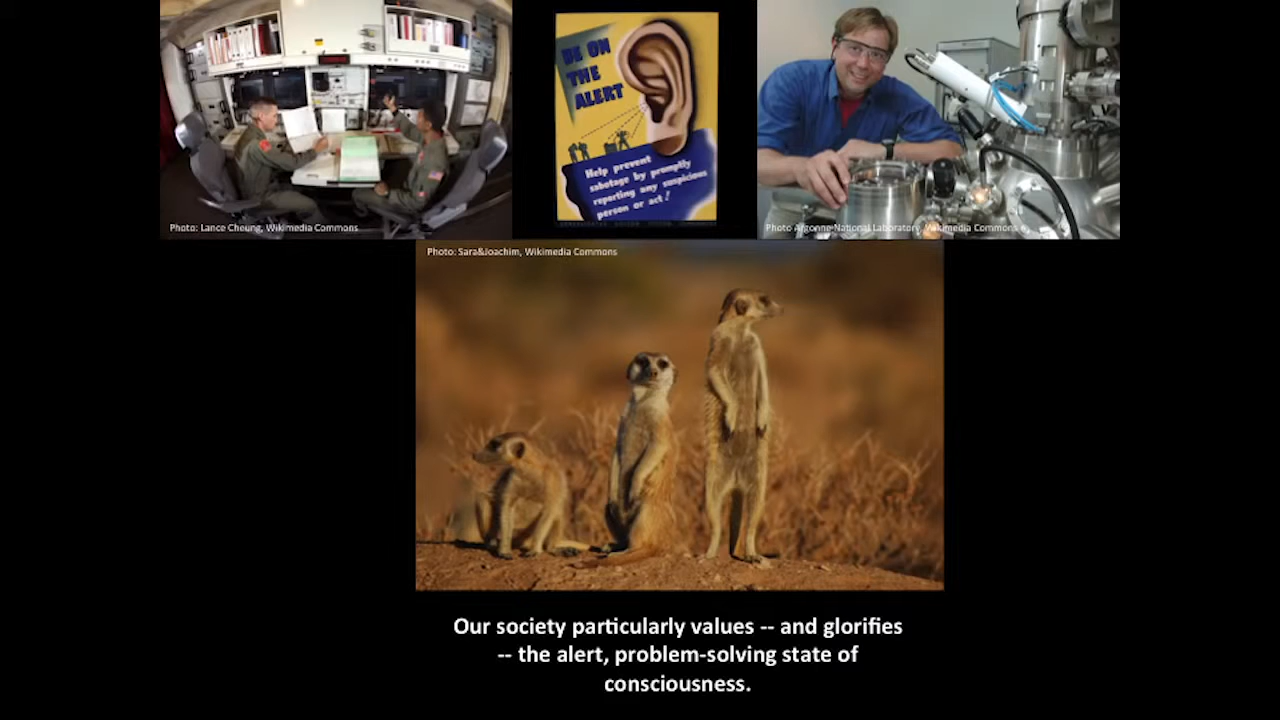 BE ON
THE
ALERT
Help prevent
sabotage by promptly
reporting any suspicious
person or act!
Photo: Lance Cheung, Wikimedia Commons
Photo Argonne National Laboratory, Wikimedia Commons
Photo: Sara&Joachim, Wikimedia Commons
Our society particularly values -- and glorifies
-- the alert, problem-solving state of
consciousness.